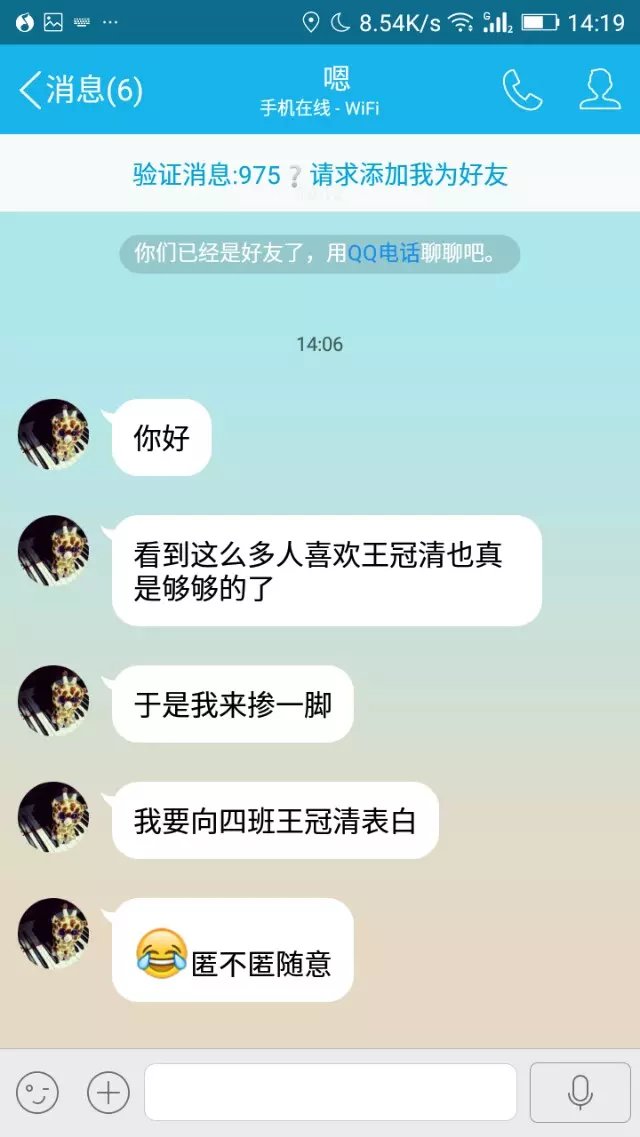 8.54K/s 14:19
消息(6)
嗯
手机在线 - WiFi
验证消息:975❔请求添加我为好友
你们已经是好友了，用QQ电话聊聊吧。
14:06
你好
看到这么多人喜欢王冠清也真
是够够的了
于是我来掺一脚
我要向四班王冠清表白
😂匿不匿随意